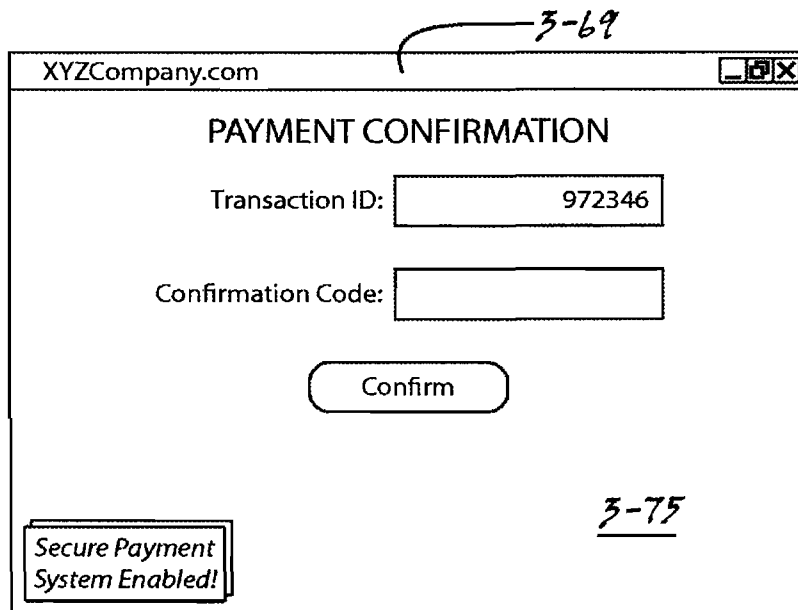 3-69
XYZCompany.com
PAYMENT CONFIRMATION
Transaction ID: 972346
Confirmation Code:
Confirm
3-75
Secure Payment
System Enabled!